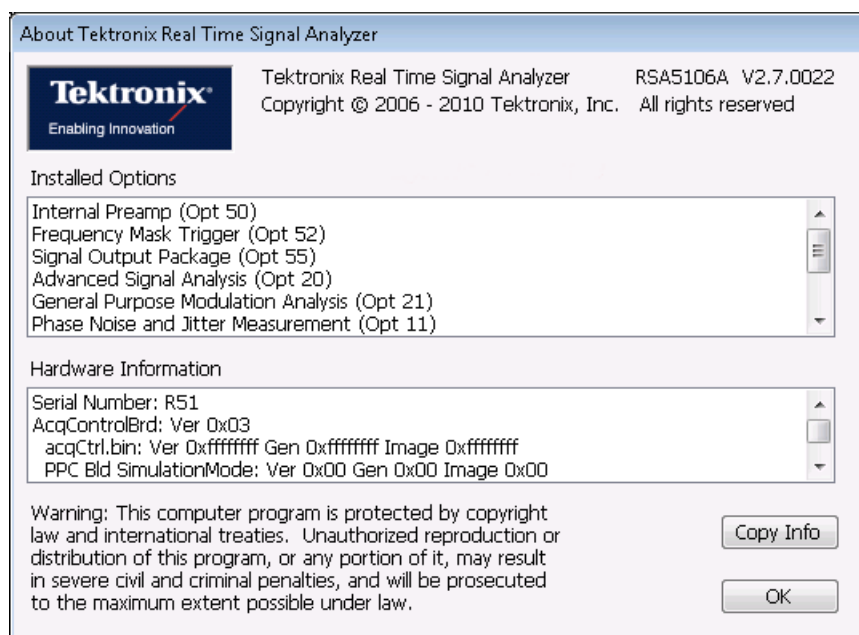 About Tektronix Real Time Signal Analyzer
Tektronix
Enabling Innovation
Tektronix Real Time Signal Analyzer RSA5106A V2.7.0022
Copyright © 2006 - 2010 Tektronix, Inc. All rights reserved
Installed Options
Internal Preamp (Opt 50)
Frequency Mask Trigger (Opt 52)
Signal Output Package (Opt 55)
Advanced Signal Analysis (Opt 20)
General Purpose Modulation Analysis (Opt 21)
Phase Noise and Jitter Measurement (Opt 11)
Hardware Information
Serial Number: R51
AcqControlBrd: Ver 0x03
acqCtrl.bin: Ver 0xffffffff Gen 0xffffffff Image 0xffffffff
PPC Bld SimulationMode: Ver 0x00 Gen 0x00 Image 0x00
Warning: This computer program is protected by copyright
law and international treaties. Unauthorized reproduction or
distribution of this program, or any portion of it, may result
in severe civil and criminal penalties, and will be prosecuted
to the maximum extent possible under law.
Copy Info
OK